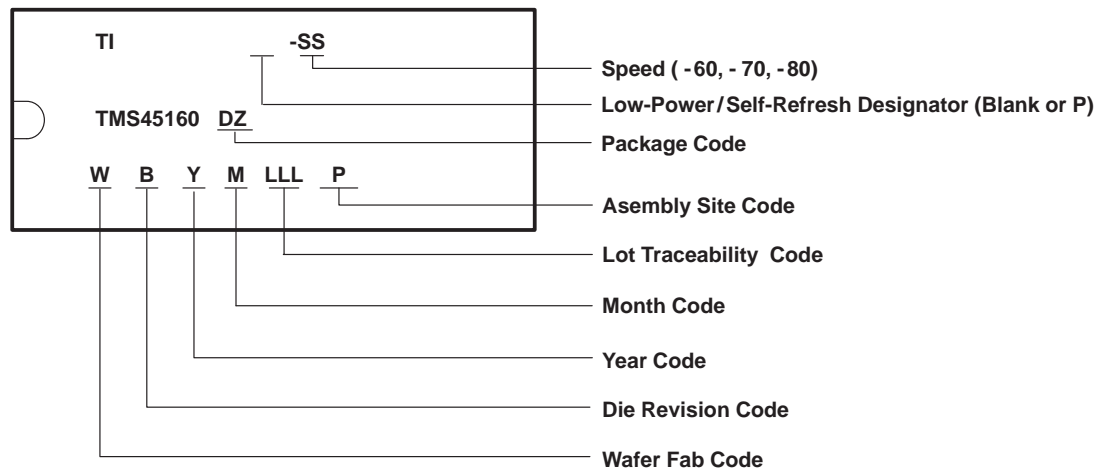 TI -SS
Speed ( -60, - 70, -80)
Low-Power/Self-Refresh Designator (Blank or P)
TMS45160 DZ
Package Code
W B Y M LLL P
Asembly Site Code
Lot Traceability Code
Month Code
Year Code
Die Revision Code
Wafer Fab Code